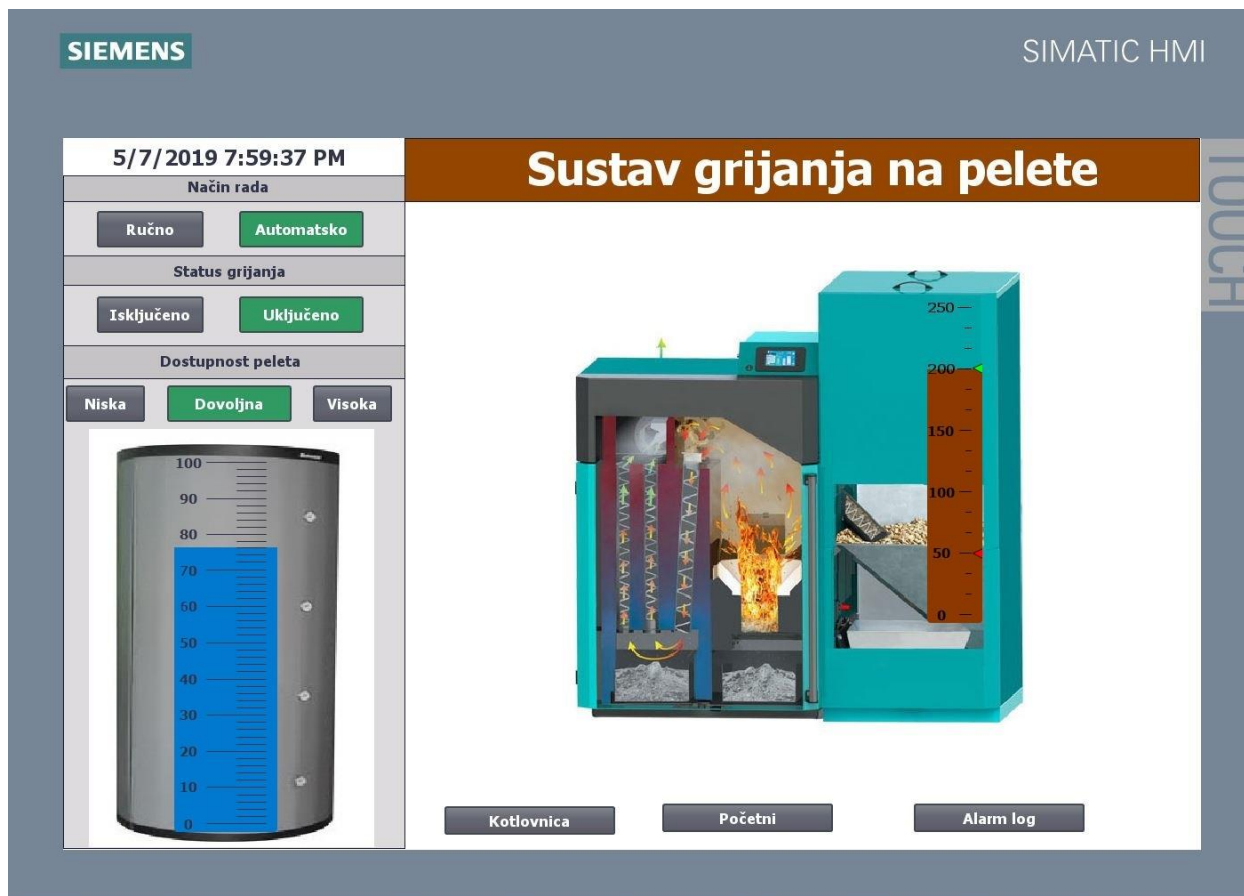 SIEMENS
SIMATIC HMI
TOUCH
5/7/2019 7:59:37 PM
Sustav grijanja na pelete
Način rada
Ručno Automatsko
Status grijanja
Isključeno Uključeno
Dostupnost peleta
Niska Dovoljna Visoka
100
90
80
70
60
50
40
30
20
10
0
250
200
150
100
50
0
Kotlovnica Početni Alarm log